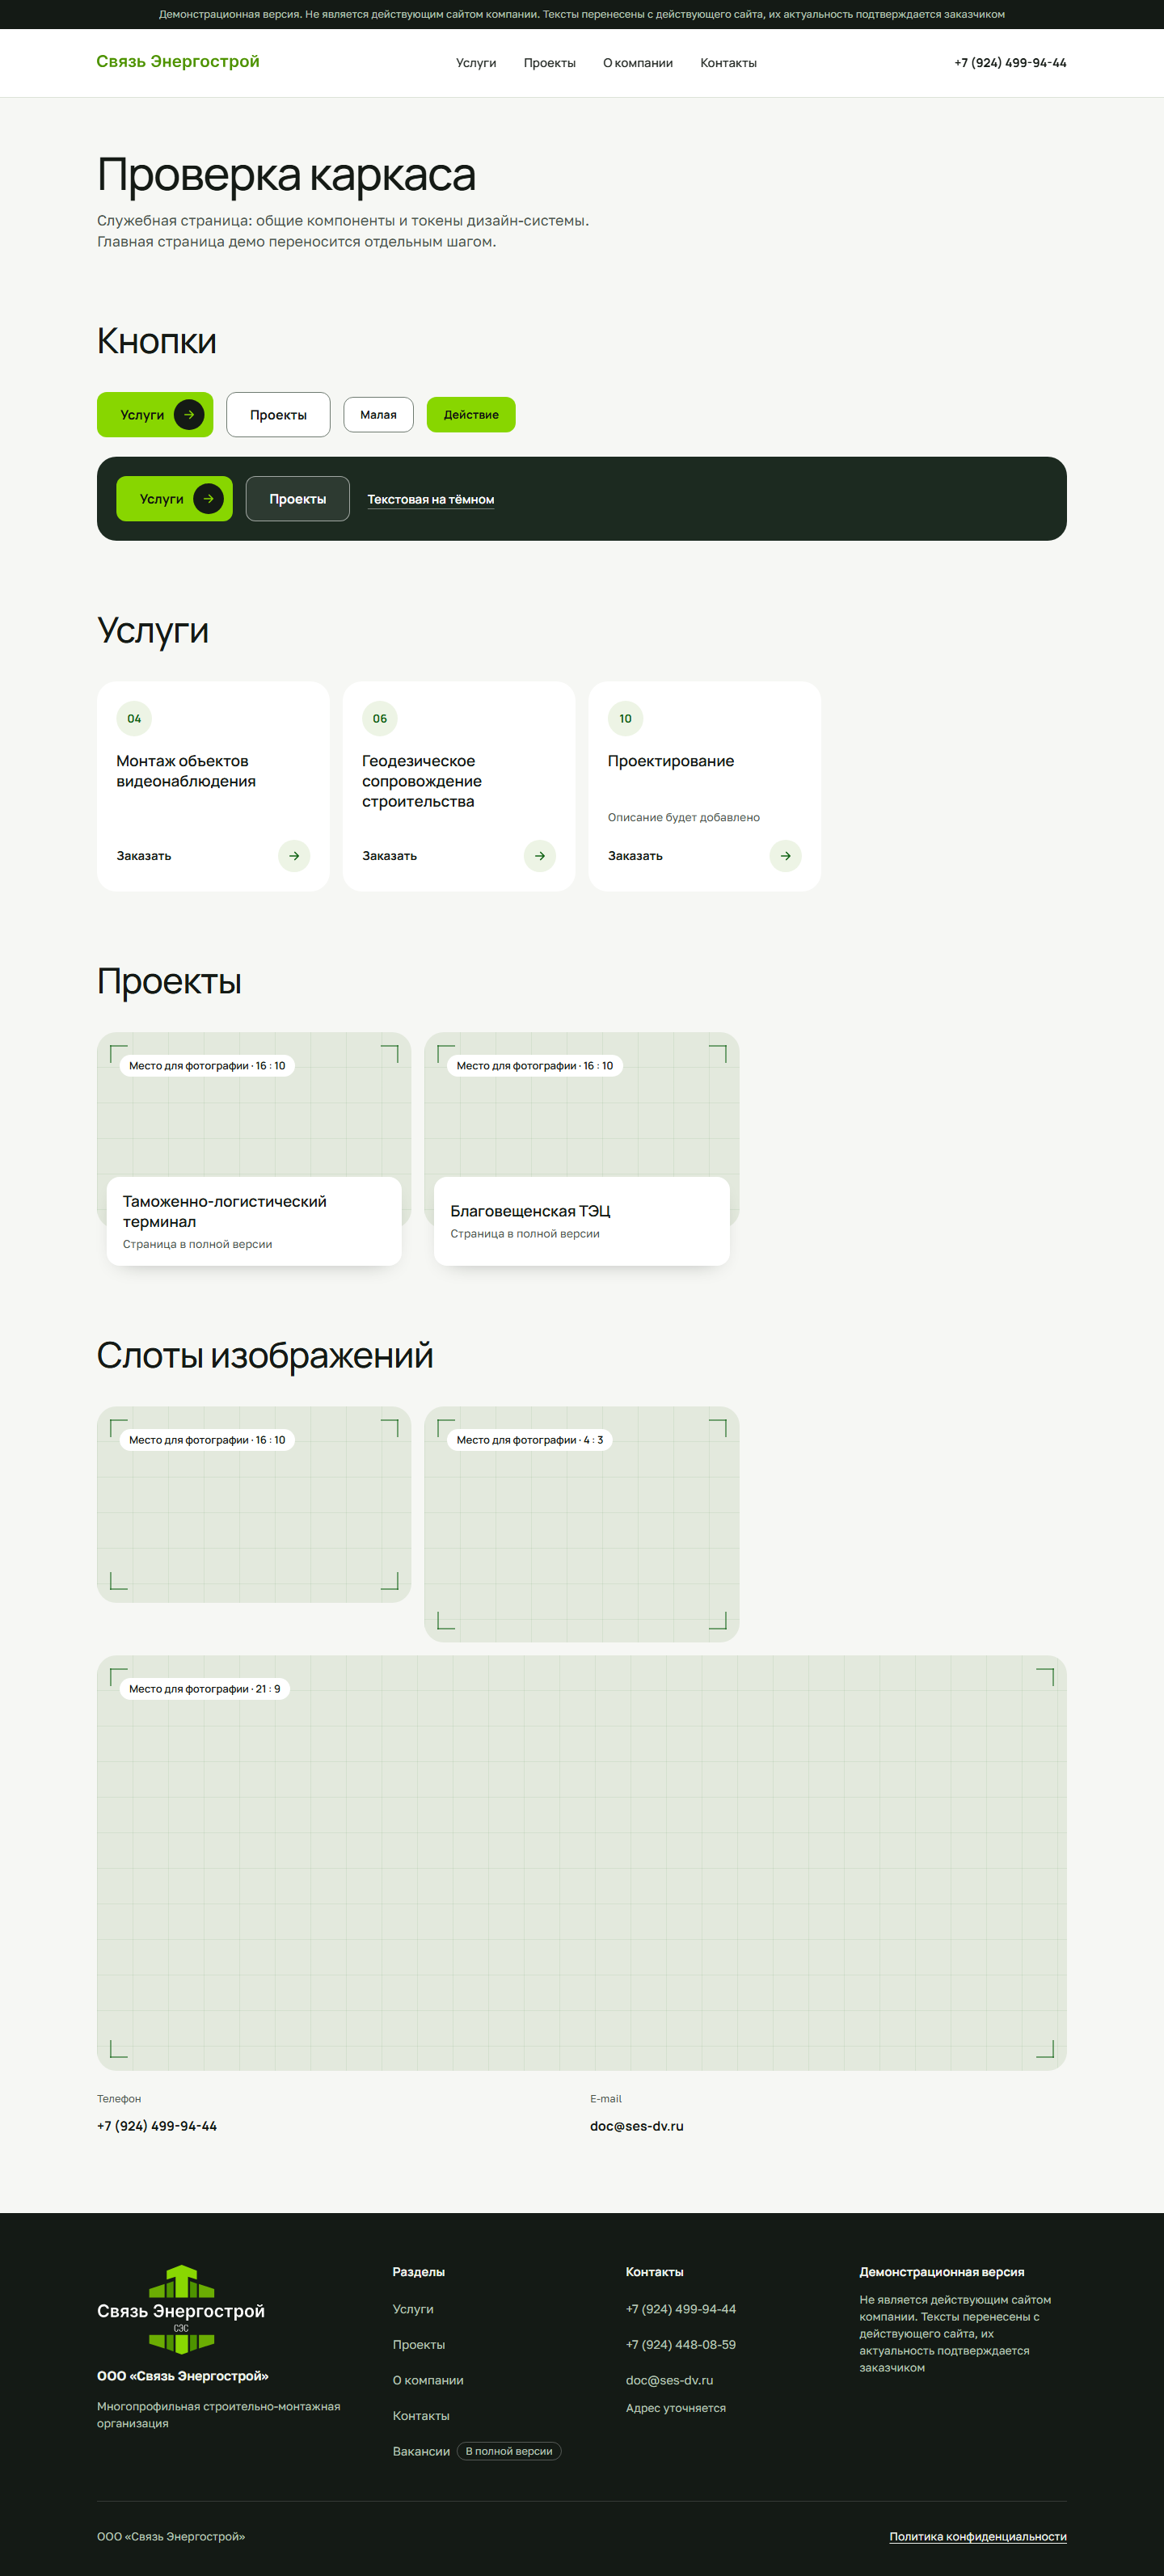 Демонстрационная версия. Не является действующим сайтом компании. Тексты перенесены с действующего сайта, их актуальность подтверждается заказчиком
Связь Энергострой
Услуги
Проекты
О компании
Контакты
+7 (924) 499-94-44
Проверка каркаса
Служебная страница: общие компоненты и токены дизайн-системы.
Главная страница демо переносится отдельным шагом.
Кнопки
Услуги
Проекты
Малая
Действие
Услуги
Проекты
Текстовая на тёмном
Услуги
04
Монтаж объектов
видеонаблюдения
Заказать
06
Геодезическое
сопровождение
строительства
Заказать
10
Проектирование
Описание будет добавлено
Заказать
Проекты
Место для фотографии · 16 : 10
Таможенно-логистический
терминал
Страница в полной версии
Место для фотографии · 16 : 10
Благовещенская ТЭЦ
Страница в полной версии
Слоты изображений
Место для фотографии · 16 : 10
Место для фотографии · 4 : 3
Место для фотографии · 21 : 9
Телефон
+7 (924) 499-94-44
E-mail
doc@ses-dv.ru
Связь Энергострой
СЭС
ООО «Связь Энергострой»
Многопрофильная строительно-монтажная
организация
Разделы
Услуги
Проекты
О компании
Контакты
Вакансии
В полной версии
Контакты
+7 (924) 499-94-44
+7 (924) 448-08-59
doc@ses-dv.ru
Адрес уточняется
Демонстрационная версия
Не является действующим сайтом
компании. Тексты перенесены с
действующего сайта, их
актуальность подтверждается
заказчиком
ООО «Связь Энергострой»
Политика конфиденциальности